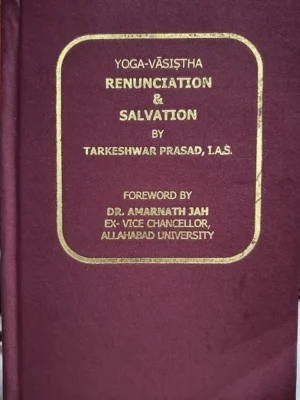 YOGA-VĀSIṢTHA
RENUNCIATION
&
SALVATION
BY
TARKESHWAR PRASAD, I.A.S.
FOREWORD BY
DR. AMARNATH JAH
EX- VICE CHANCELLOR,
ALLAHABAD UNIVERSITY